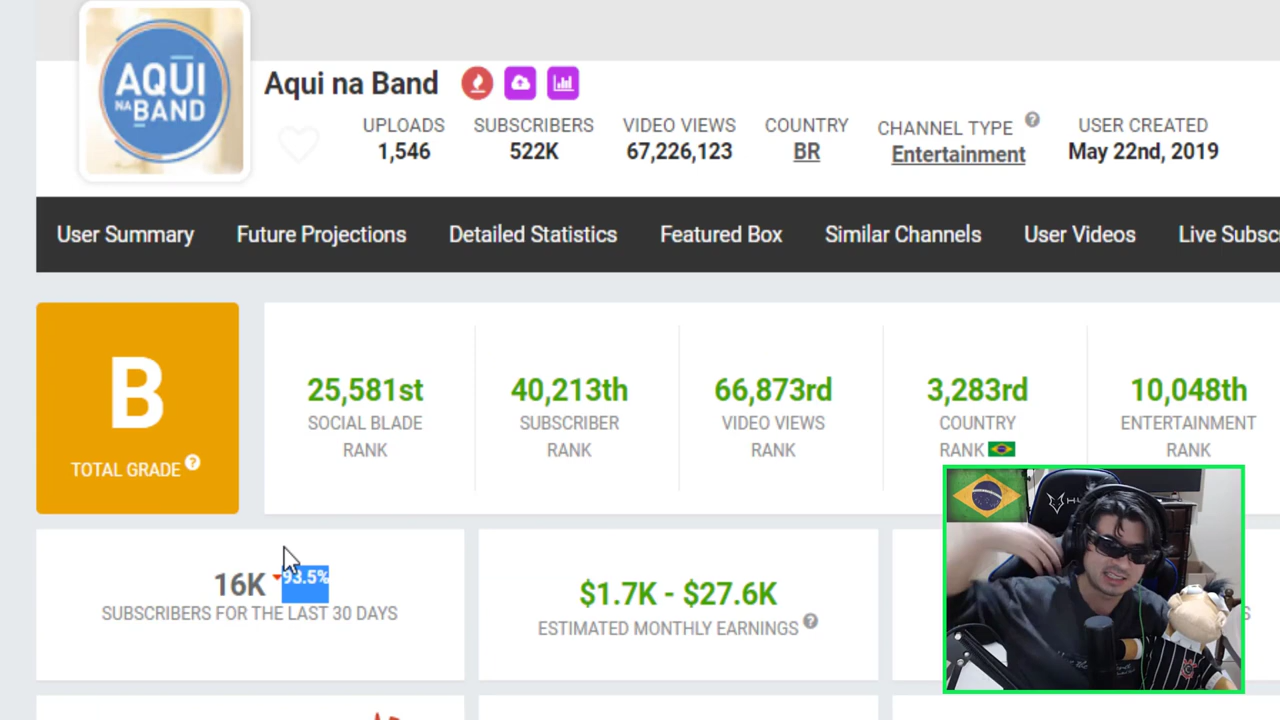 AQUI
NA BAND
Aqui na Band
UPLOADS
1,546
SUBSCRIBERS
522K
VIDEO VIEWS
67,226,123
COUNTRY
BR
CHANNEL TYPE ?
Entertainment
USER CREATED
May 22nd, 2019
User Summary Future Projections Detailed Statistics Featured Box Similar Channels User Videos Live Subsc
B
TOTAL GRADE ?
25,581st
SOCIAL BLADE
RANK
40,213th
SUBSCRIBER
RANK
66,873rd
VIDEO VIEWS
RANK
3,283rd
COUNTRY
RANK
10,048th
ENTERTAINMENT
RANK
16K 93.5%
SUBSCRIBERS FOR THE LAST 30 DAYS
$1.7K - $27.6K
ESTIMATED MONTHLY EARNINGS ?
S